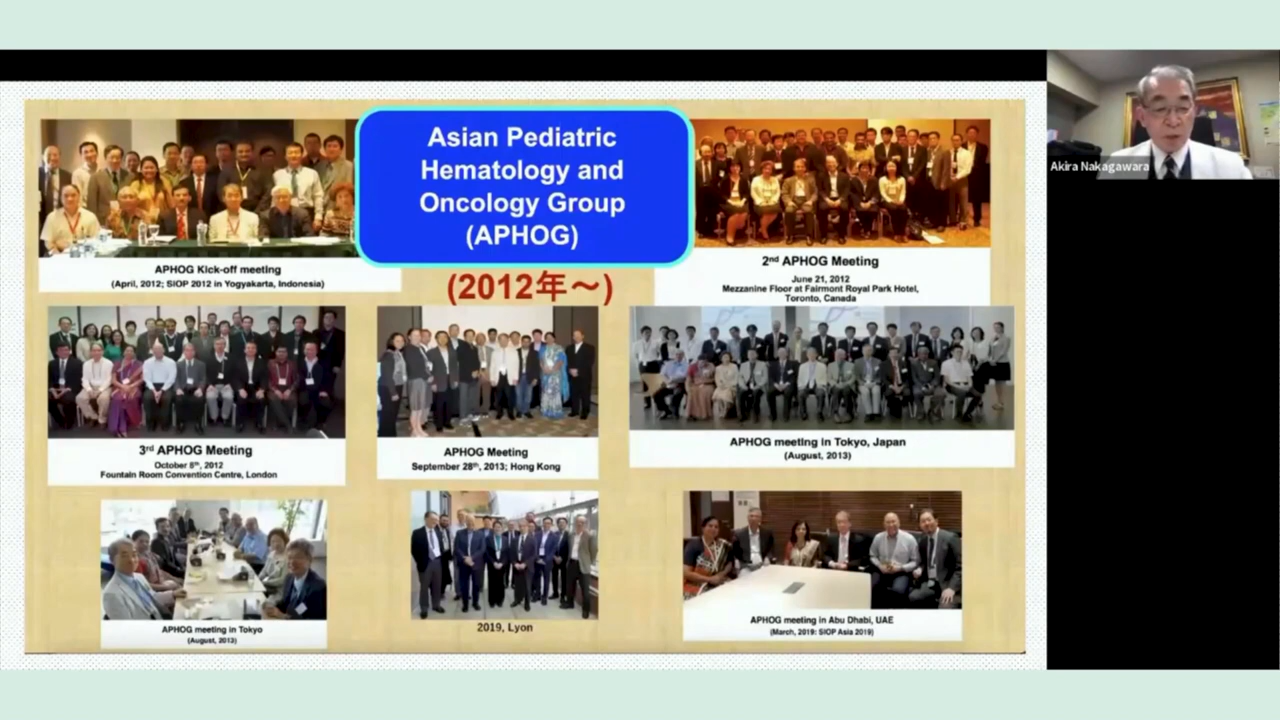 Asian Pediatric
Hematology and
Oncology Group
(APHOG)
(2012年～)
APHOG Kick-off meeting
(April, 2012; SIOP 2012 in Yogyakarta, Indonesia)
2nd APHOG Meeting
June 21, 2012
Mezzanine Floor at Fairmont Royal Park Hotel,
Toronto, Canada
3rd APHOG Meeting
October 8th, 2012
Fountain Room Convention Centre, London
APHOG Meeting
September 28th, 2013; Hong Kong
APHOG meeting in Tokyo, Japan
(August, 2013)
APHOG meeting in Tokyo
(August, 2013)
2019, Lyon
APHOG meeting in Abu Dhabi, UAE
(March, 2019: SIOP Asia 2019)
Akira Nakagawara